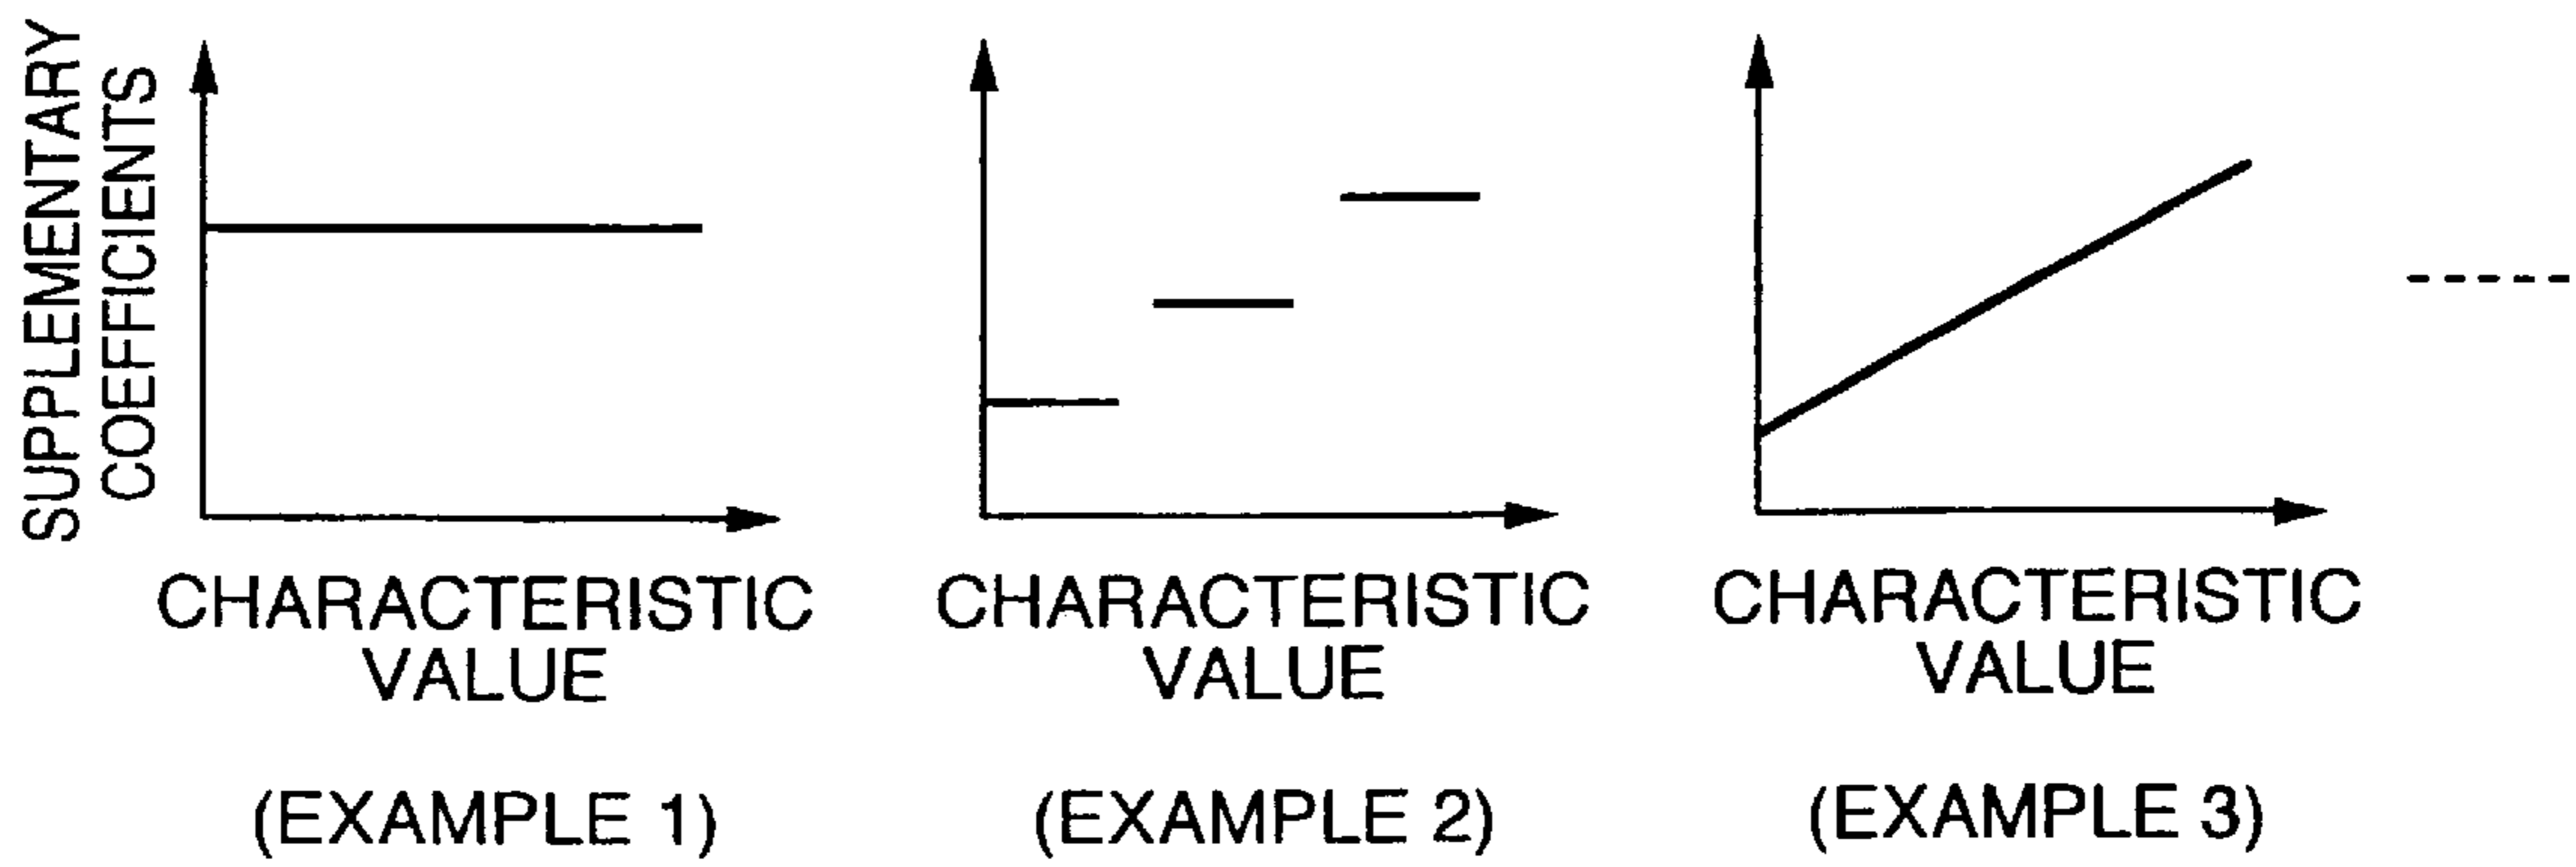 SUPPLEMENTARY
COEFFICIENTS
CHARACTERISTIC
VALUE
(EXAMPLE 1)
CHARACTERISTIC
VALUE
(EXAMPLE 2)
CHARACTERISTIC
VALUE
(EXAMPLE 3)